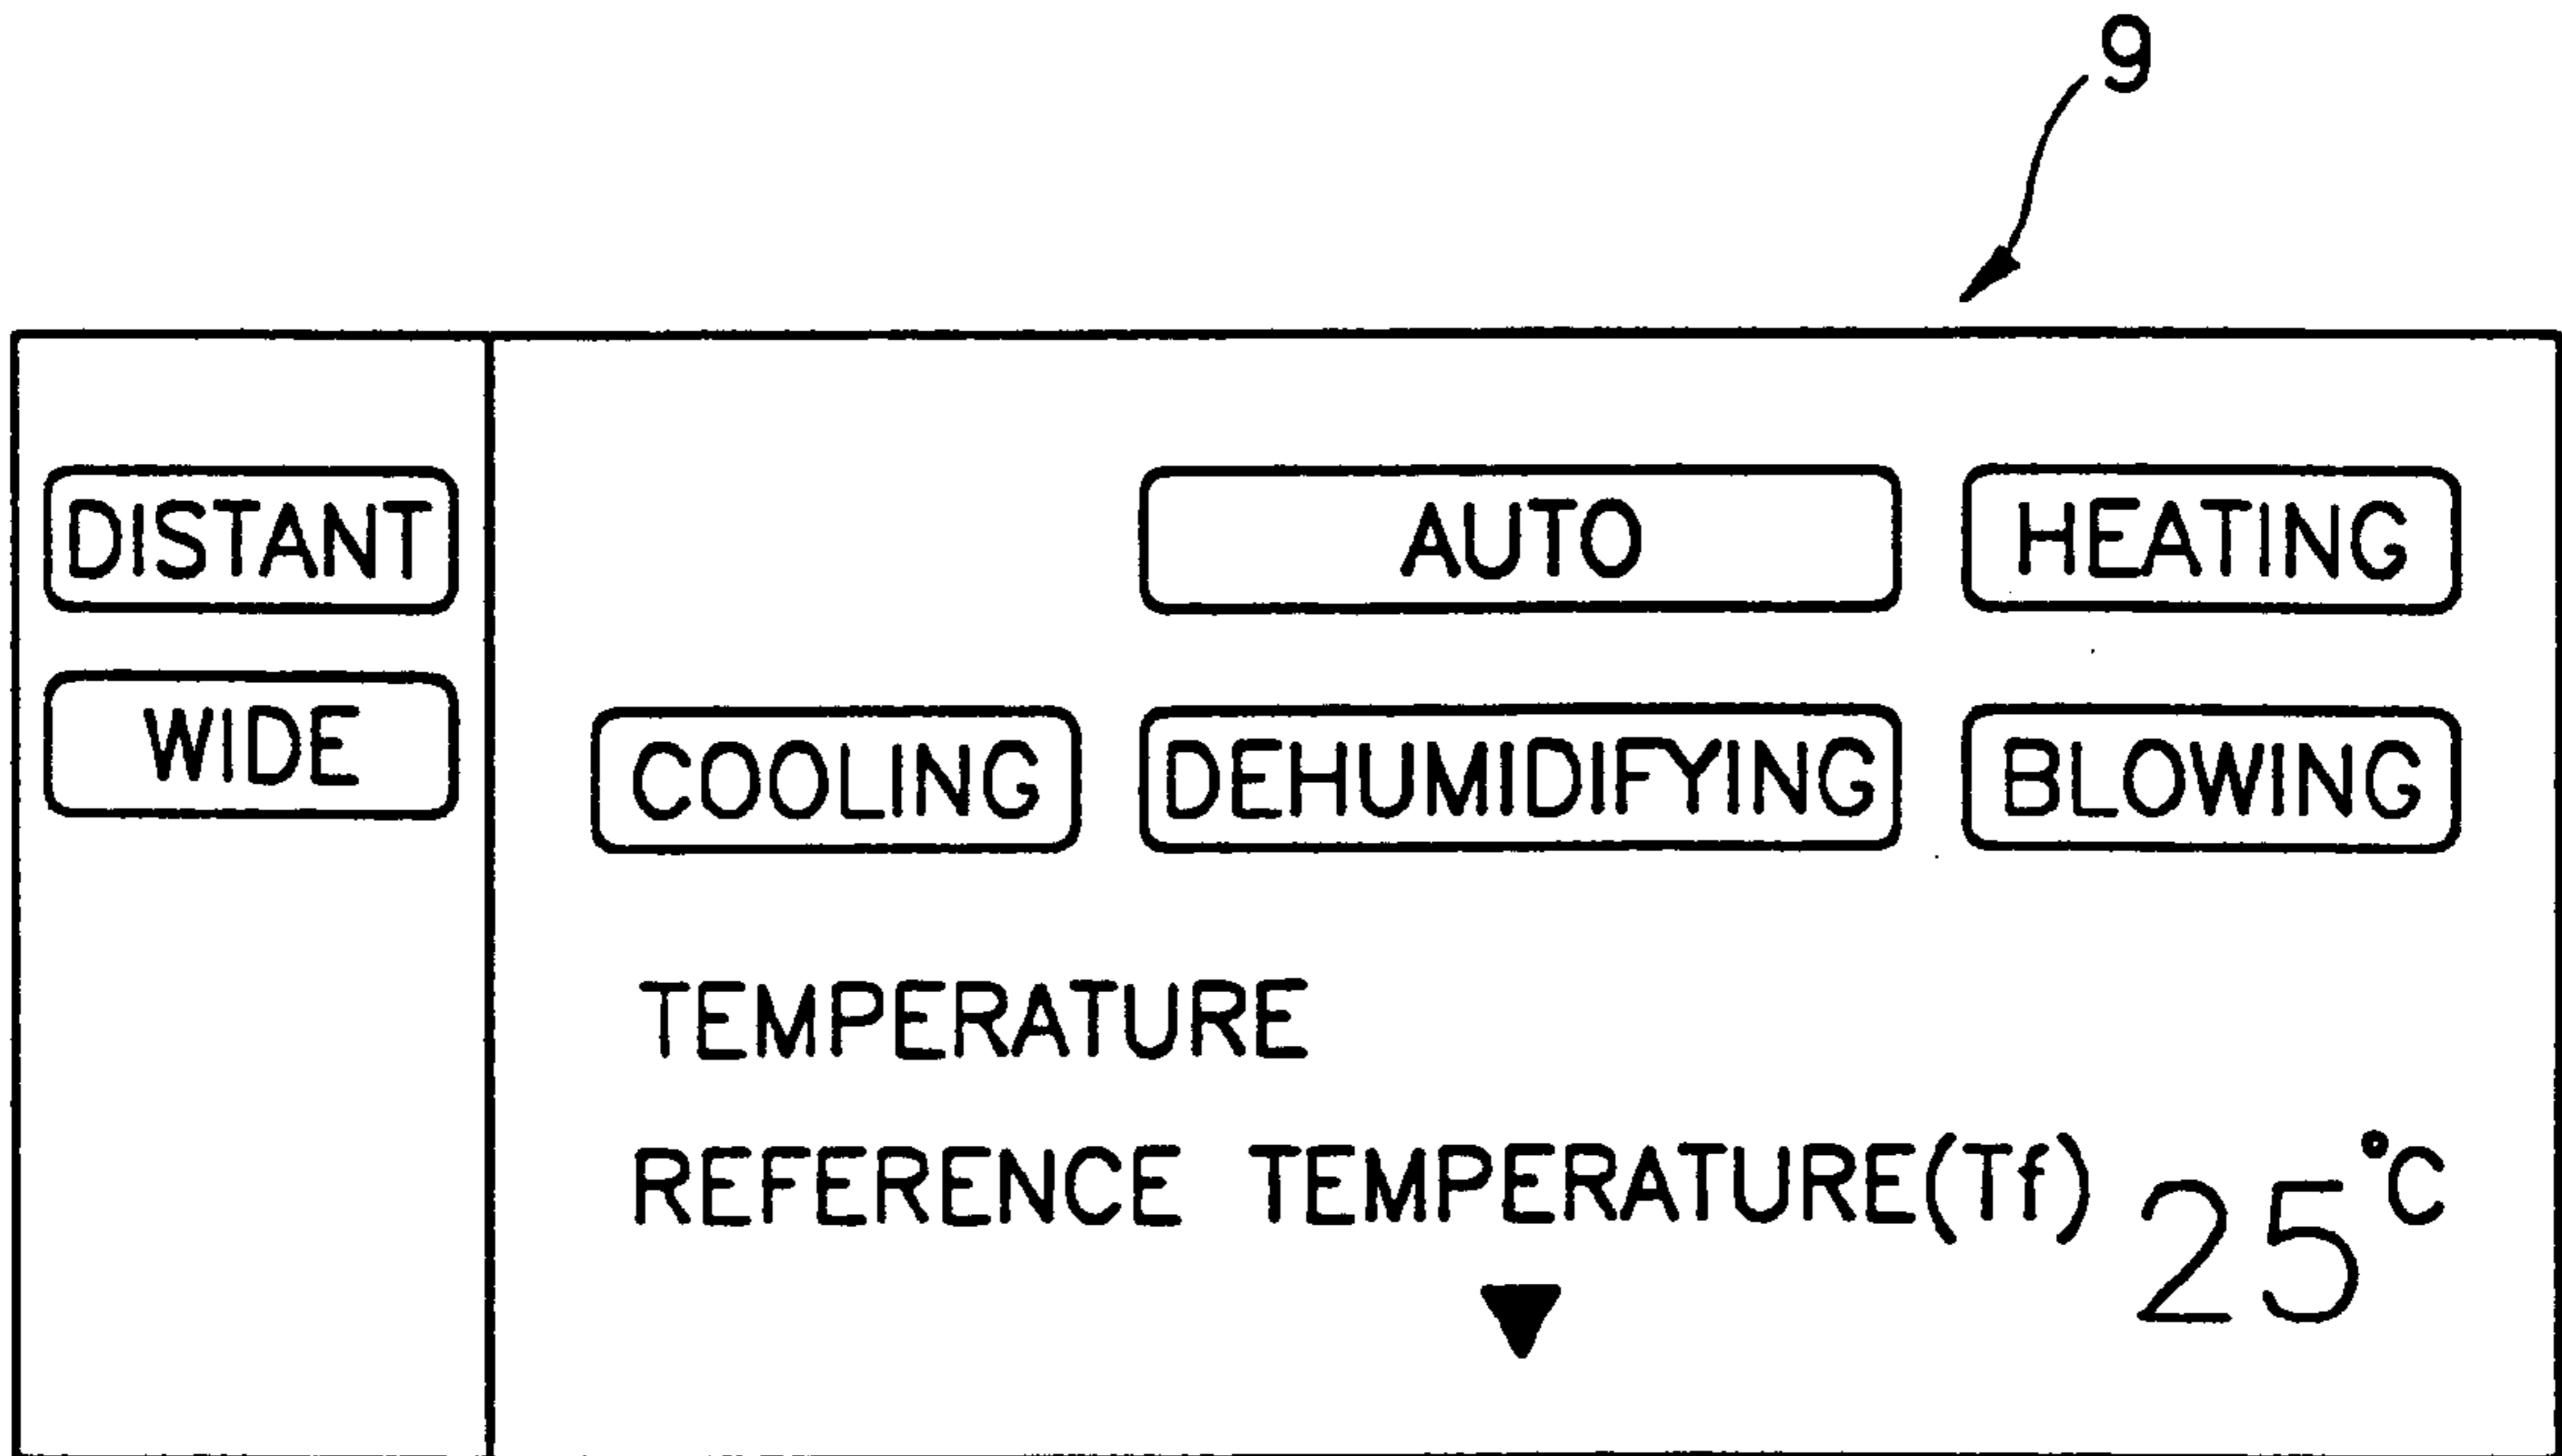 9
DISTANT
WIDE
AUTO HEATING
COOLING DEHUMIDIFYING BLOWING
TEMPERATURE
REFERENCE TEMPERATURE(Tf) 25°C